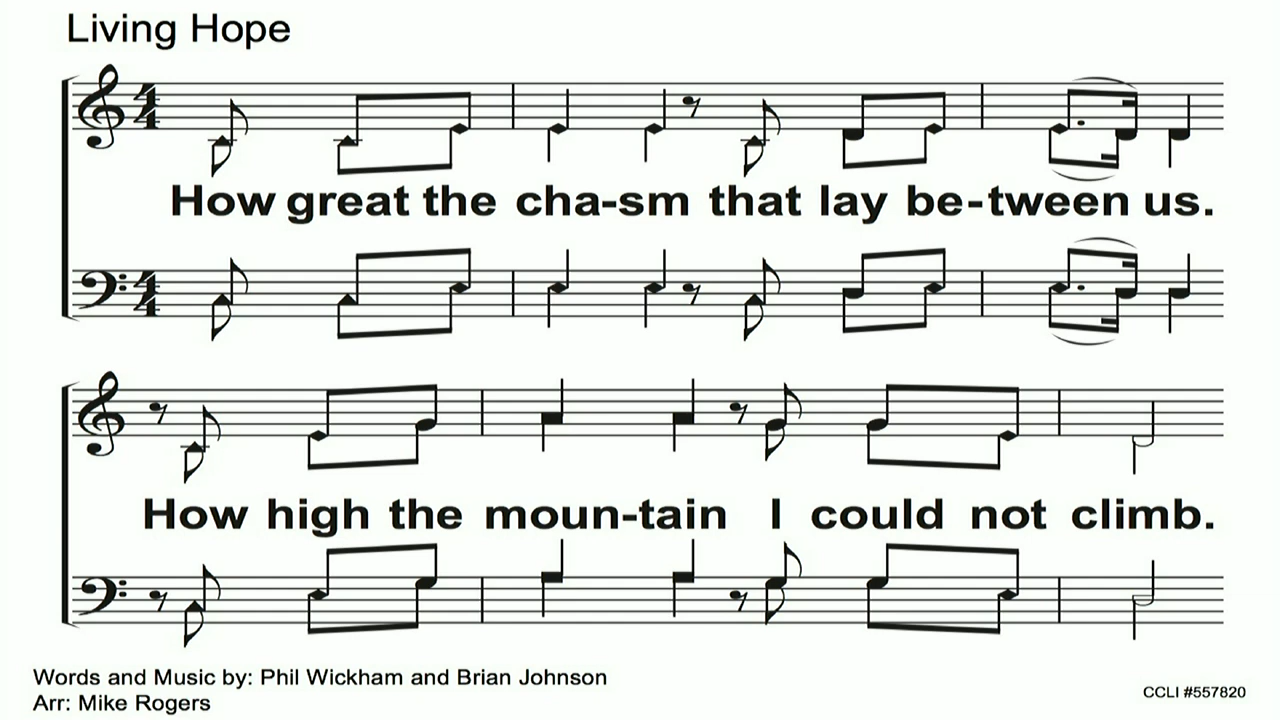 Living Hope
How great the cha-sm that lay be-tween us.
How high the moun-tain I could not climb.
Words and Music by: Phil Wickham and Brian Johnson
Arr: Mike Rogers
CCLI #557820